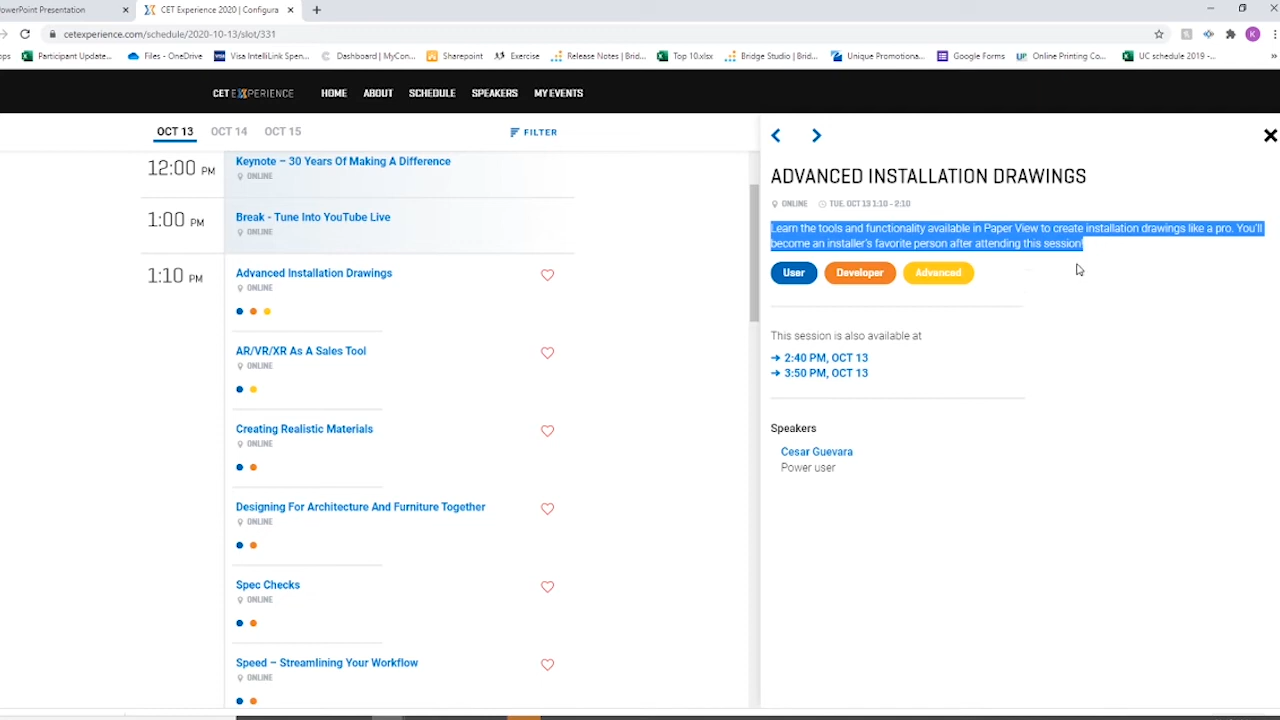 PowerPoint Presentation
CET Experience 2020 | Configura
cetexperience.com/schedule/2020-10-13/slot/331
Participant Update...
Files - OneDrive
Visa IntelliLink Spen...
Dashboard | MyCon...
Sharepoint
Exercise
Release Notes | Brid...
Top 10.xlsx
Bridge Studio | Brid...
Unique Promotiona...
Google Forms
Online Printing Co...
UC schedule 2019 -...
CET EXPERIENCE
HOME
ABOUT
SCHEDULE
SPEAKERS
MY EVENTS
OCT 13
OCT 14
OCT 15
FILTER
12:00 PM
Keynote – 30 Years Of Making A Difference
ONLINE
1:00 PM
Break - Tune Into YouTube Live
ONLINE
1:10 PM
Advanced Installation Drawings
ONLINE
AR/VR/XR As A Sales Tool
ONLINE
Creating Realistic Materials
ONLINE
Designing For Architecture And Furniture Together
ONLINE
Spec Checks
ONLINE
Speed – Streamlining Your Workflow
ONLINE
ADVANCED INSTALLATION DRAWINGS
ONLINE
TUE, OCT 13 1:10 - 2:10
Learn the tools and functionality available in Paper View to create installation drawings like a pro. You'll
become an installer's favorite person after attending this session!
User
Developer
Advanced
This session is also available at
2:40 PM, OCT 13
3:50 PM, OCT 13
Speakers
Cesar Guevara
Power user